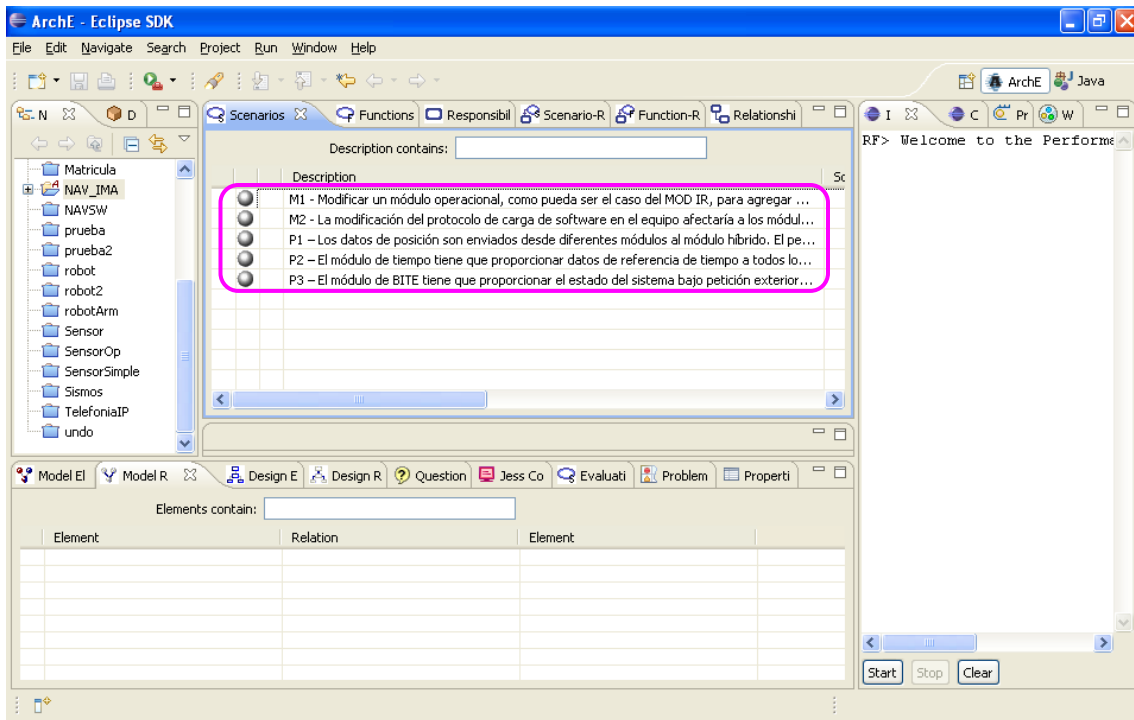 ArchE - Eclipse SDK
File Edit Navigate Search Project Run Window Help
ArchE Java
N D
Scenarios Functions Responsibil Scenario-R Function-R Relationshi
I C Pr W
Description contains:
RF> Welcome to the Performa
Matricula
NAV_IMA
NAVSW
prueba
prueba2
robot
robot2
robotArm
Sensor
SensorOp
SensorSimple
Sismos
TelefoniaIP
undo
Description Sc
M1 - Modificar un módulo operacional, como pueda ser el caso del MOD IR, para agregar ...
M2 - La modificación del protocolo de carga de software en el equipo afectaría a los módul...
P1 – Los datos de posición son enviados desde diferentes módulos al módulo híbrido. El pe...
P2 – El módulo de tiempo tiene que proporcionar datos de referencia de tiempo a todos lo...
P3 – El módulo de BITE tiene que proporcionar el estado del sistema bajo petición exterior...
Model El Model R Design E Design R Question Jess Co Evaluati Problem Properti
Elements contain:
Element Relation Element
Start Stop Clear